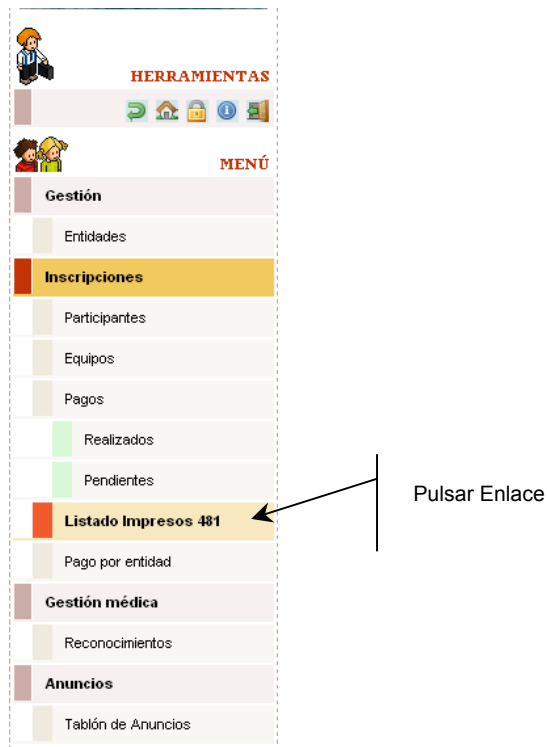 HERRAMIENTAS
MENÚ
Gestión
Entidades
Inscripciones
Participantes
Equipos
Pagos
Realizados
Pendientes
Listado Impresos 481
Pulsar Enlace
Pago por entidad
Gestión médica
Reconocimientos
Anuncios
Tablón de Anuncios